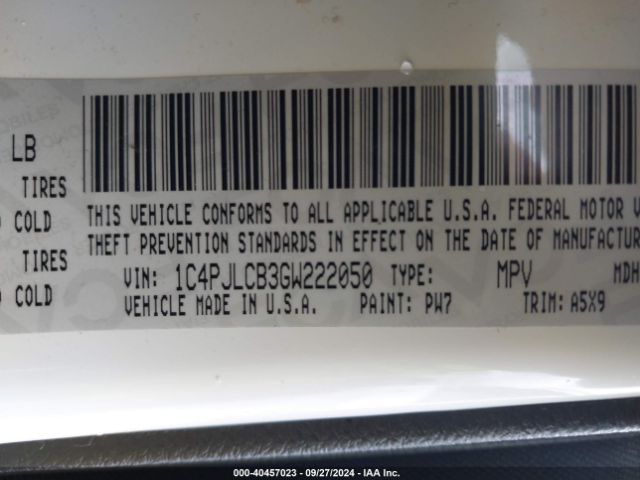 LB
TIRES
COLD
TIRES
COLD
THIS VEHICLE CONFORMS TO ALL APPLICABLE U.S.A. FEDERAL MOTOR V
THEFT PREVENTION STANDARDS IN EFFECT ON THE DATE OF MANUFACTUR
VIN: 1C4PJLCB3GW222050 TYPE: MPV MDH
VEHICLE MADE IN U.S.A. PAINT: PW7 TRIM: A5X9
000-40457023 - 09/27/2024 - IAA Inc.